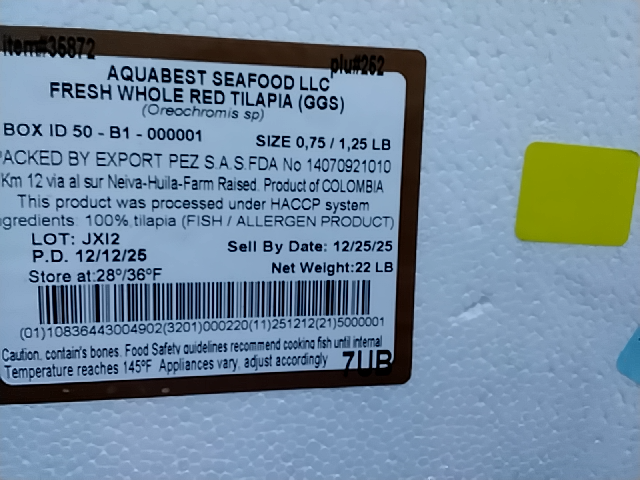 item#35872
plu#252
AQUABEST SEAFOOD LLC
FRESH WHOLE RED TILAPIA (GGS)
(Oreochromis sp)
BOX ID 50 - B1 - 000001
SIZE 0,75 / 1,25 LB
PACKED BY EXPORT PEZ S.A.S.FDA No 14070921010
Km 12 via al sur Neiva-Huila-Farm Raised. Product of COLOMBIA
This product was processed under HACCP system
ngredients: 100% tilapia (FISH / ALLERGEN PRODUCT)
LOT: JXI2
Sell By Date: 12/25/25
P.D. 12/12/25
Net Weight:22 LB
Store at:28º/36ºF
(01)10836443004902(3201)000220(11)251212(21)5000001
Caution, contain's bones. Food Safety guidelines recommend cooking fish until internal
Temperature reaches 145ºF. Appliances vary, adjust accordingly
7UB